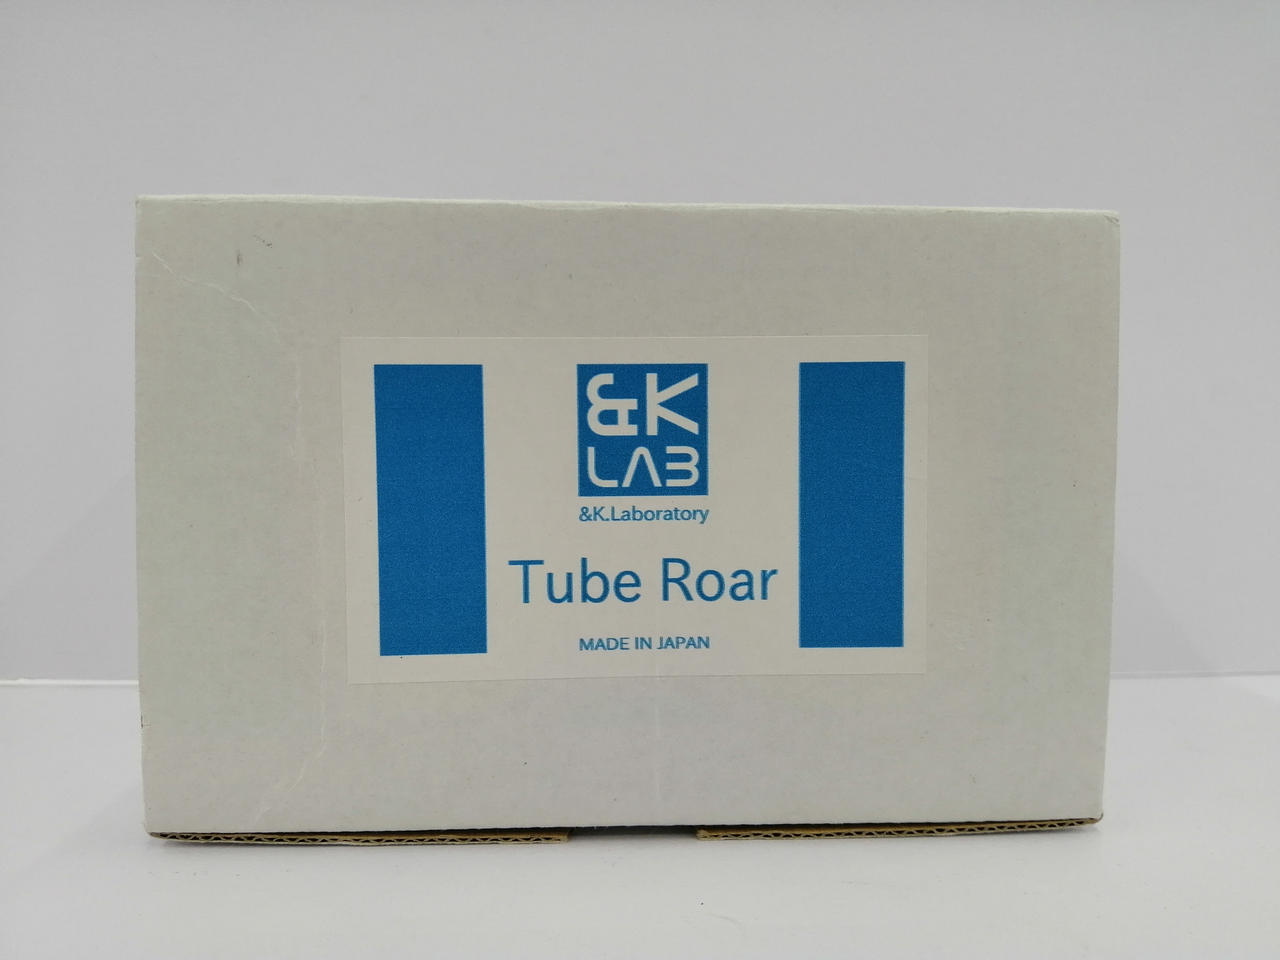 &K
LAB
&K.Laboratory
Tube Roar
MADE IN JAPAN